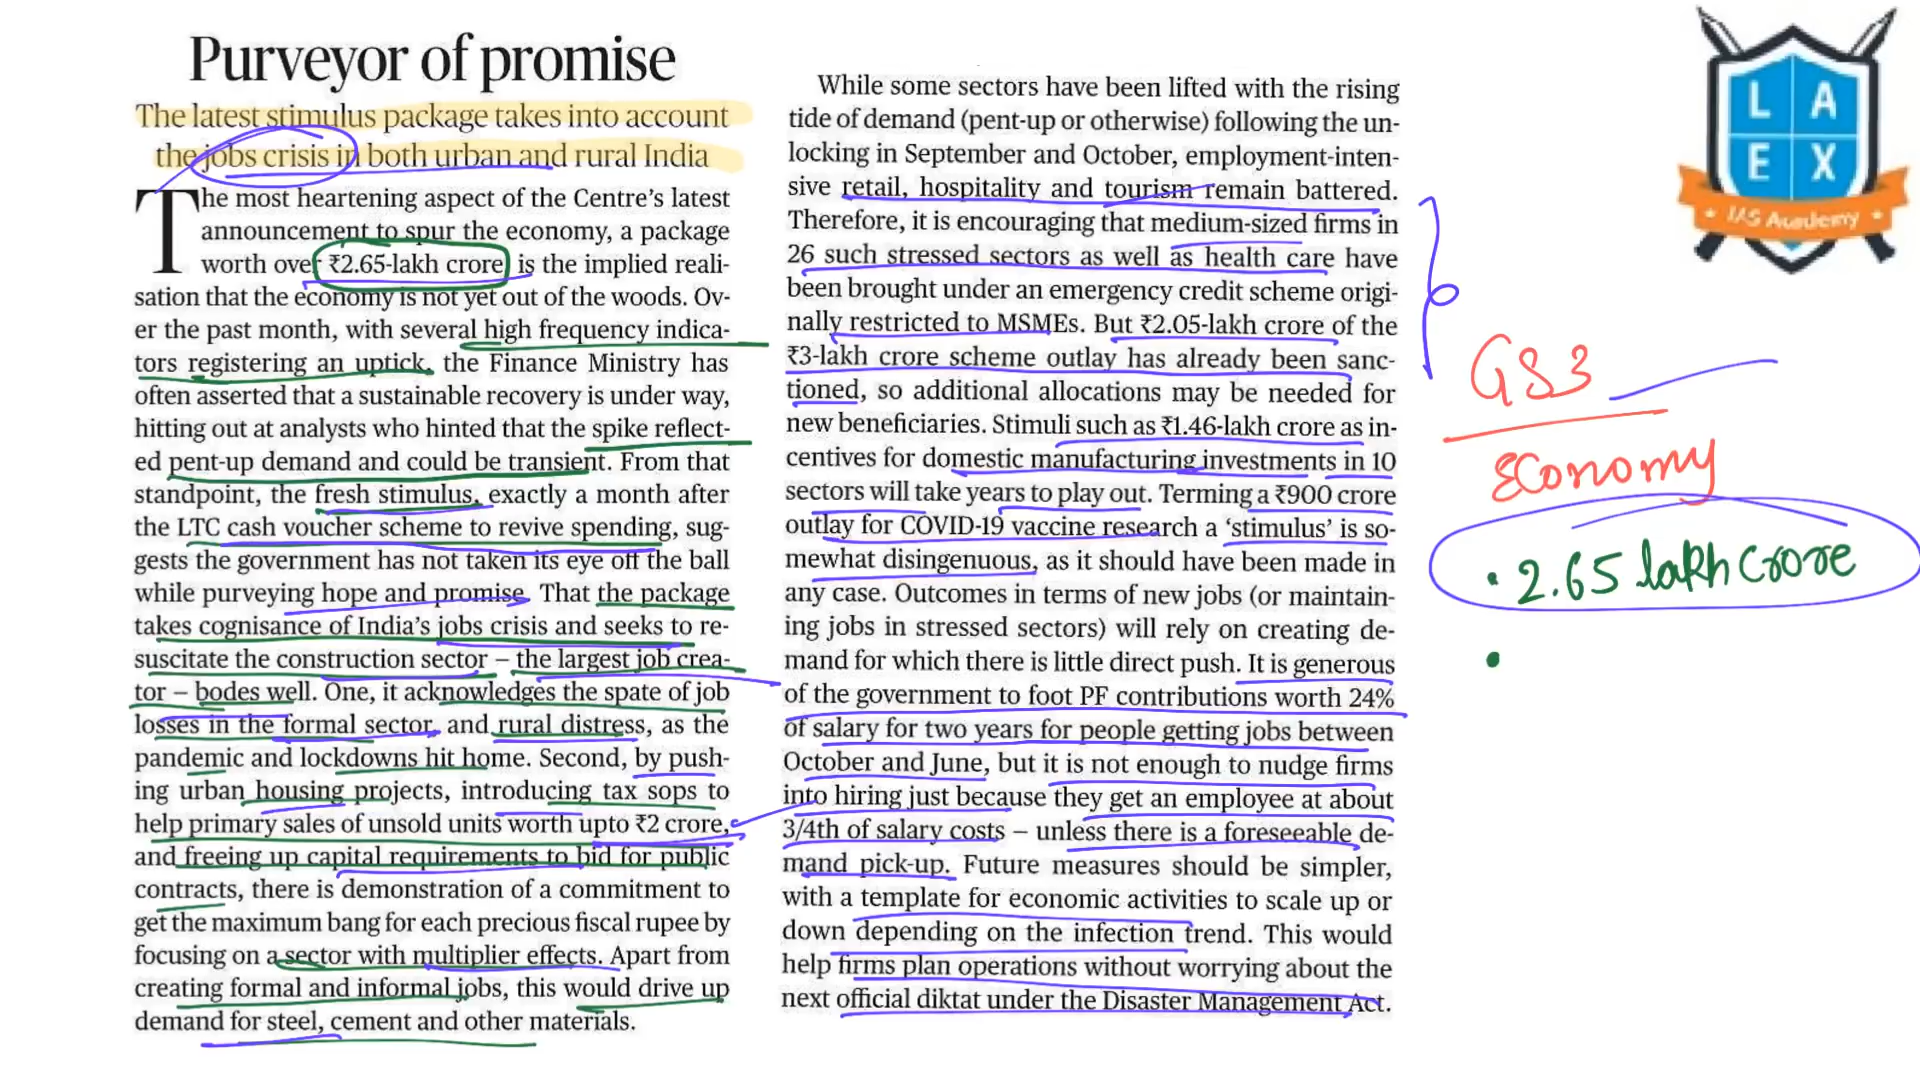 Purveyor of promise
The latest stimulus package takes into account
the jobs crisis in both urban and rural India
The most heartening aspect of the Centre's latest
announcement to spur the economy, a package
worth over ₹2.65-lakh crore, is the implied reali-
sation that the economy is not yet out of the woods. Ov-
er the past month, with several high frequency indica-
tors registering an uptick, the Finance Ministry has
often asserted that a sustainable recovery is under way,
hitting out at analysts who hinted that the spike reflect-
ed pent-up demand and could be transient. From that
standpoint, the fresh stimulus, exactly a month after
the LTC cash voucher scheme to revive spending, sug-
gests the government has not taken its eye off the ball
while purveying hope and promise. That the package
takes cognisance of India's jobs crisis and seeks to re-
suscitate the construction sector – the largest job crea-
tor – bodes well. One, it acknowledges the spate of job
losses in the formal sector, and rural distress, as the
pandemic and lockdowns hit home. Second, by push-
ing urban housing projects, introducing tax sops to
help primary sales of unsold units worth upto ₹2 crore,
and freeing up capital requirements to bid for public
contracts, there is demonstration of a commitment to
get the maximum bang for each precious fiscal rupee by
focusing on a sector with multiplier effects. Apart from
creating formal and informal jobs, this would drive up
demand for steel, cement and other materials.
While some sectors have been lifted with the rising
tide of demand (pent-up or otherwise) following the un-
locking in September and October, employment-inten-
sive retail, hospitality and tourism remain battered.
Therefore, it is encouraging that medium-sized firms in
26 such stressed sectors as well as health care have
been brought under an emergency credit scheme origi-
nally restricted to MSMEs. But ₹2.05-lakh crore of the
₹3-lakh crore scheme outlay has already been sanc-
tioned, so additional allocations may be needed for
new beneficiaries. Stimuli such as ₹1.46-lakh crore as in-
centives for domestic manufacturing investments in 10
sectors will take years to play out. Terming a ₹900 crore
outlay for COVID-19 vaccine research a 'stimulus' is so-
mewhat disingenuous, as it should have been made in
any case. Outcomes in terms of new jobs (or maintain-
ing jobs in stressed sectors) will rely on creating de-
mand for which there is little direct push. It is generous
of the government to foot PF contributions worth 24%
of salary for two years for people getting jobs between
October and June, but it is not enough to nudge firms
into hiring just because they get an employee at about
3/4th of salary costs – unless there is a foreseeable de-
mand pick-up. Future measures should be simpler,
with a template for economic activities to scale up or
down depending on the infection trend. This would
help firms plan operations without worrying about the
next official diktat under the Disaster Management Act.
L A
E X
IAS Academy
GS3
Economy
• 2.65 lakh crore
•